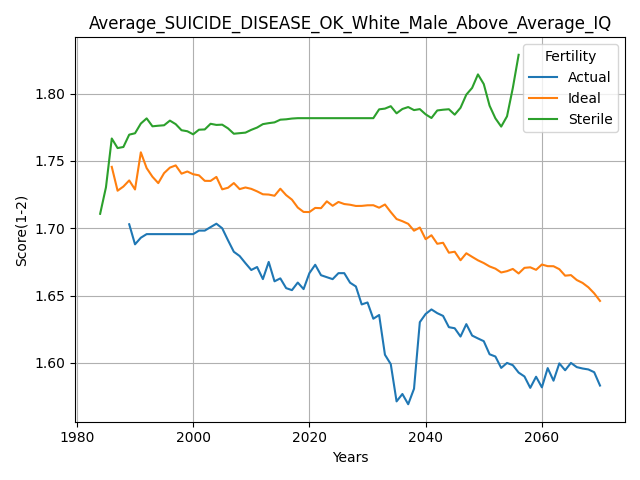 Average_SUICIDE_DISEASE_OK_White_Male_Above_Average_IQ
Fertility
Actual
Ideal
Sterile
Score(1-2)
1.80
1.75
1.70
1.65
1.60
1980
2000
2020
2040
2060
Years